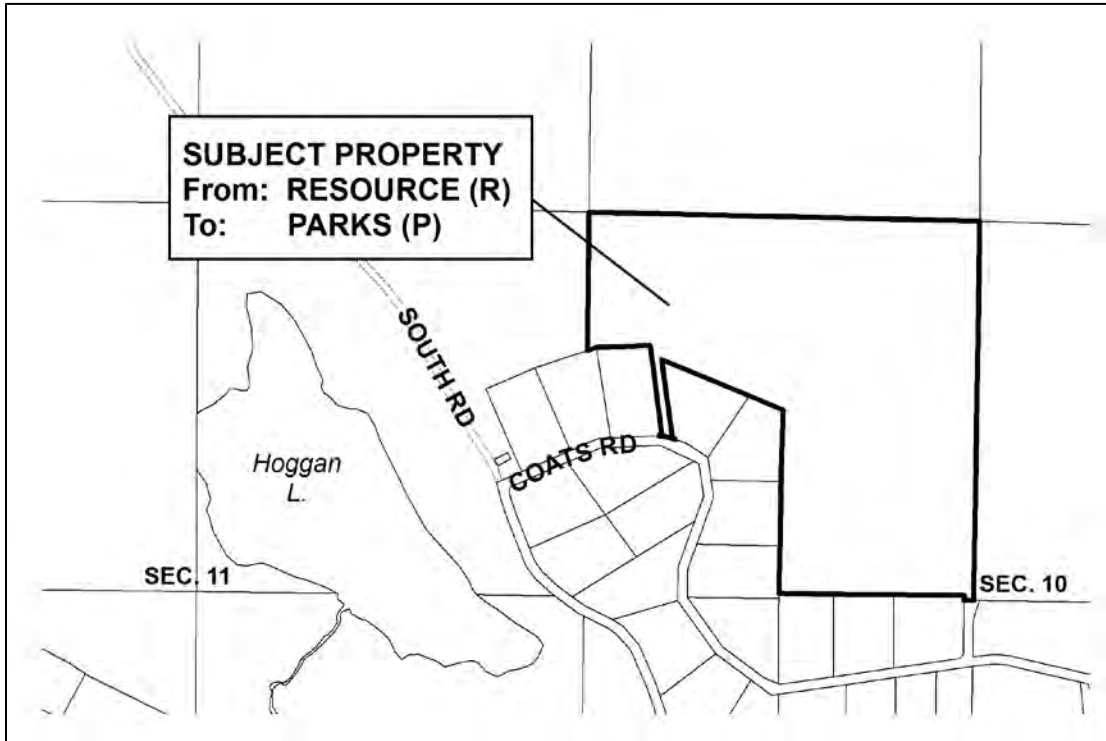 SUBJECT PROPERTY
From: RESOURCE (R)
To: PARKS (P)
SOUTH RD
COATS RD
Hoggan
L.
SEC. 11
SEC. 10